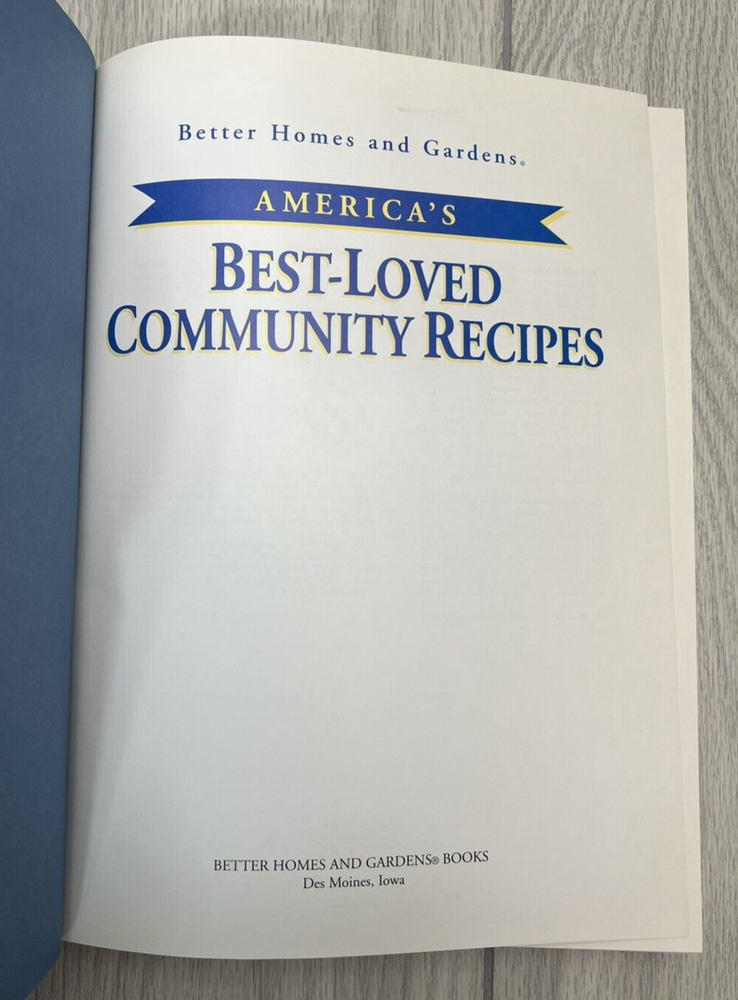 Better Homes and Gardens®
AMERICA'S
BEST-LOVED
COMMUNITY RECIPES
BETTER HOMES AND GARDENS® BOOKS
Des Moines, Iowa